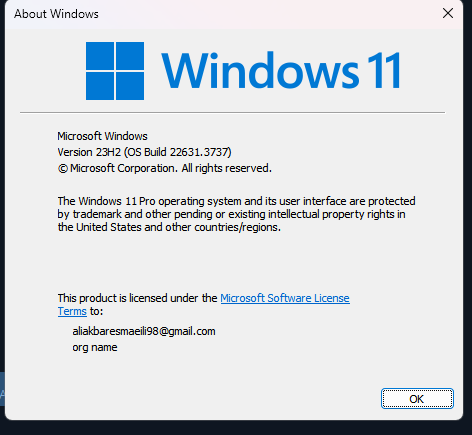 About Windows
Windows 11
Microsoft Windows
Version 23H2 (OS Build 22631.3737)
© Microsoft Corporation. All rights reserved.
The Windows 11 Pro operating system and its user interface are protected
by trademark and other pending or existing intellectual property rights in
the United States and other countries/regions.
This product is licensed under the Microsoft Software License
Terms to:
aliakbaresmaeili98@gmail.com
org name
OK